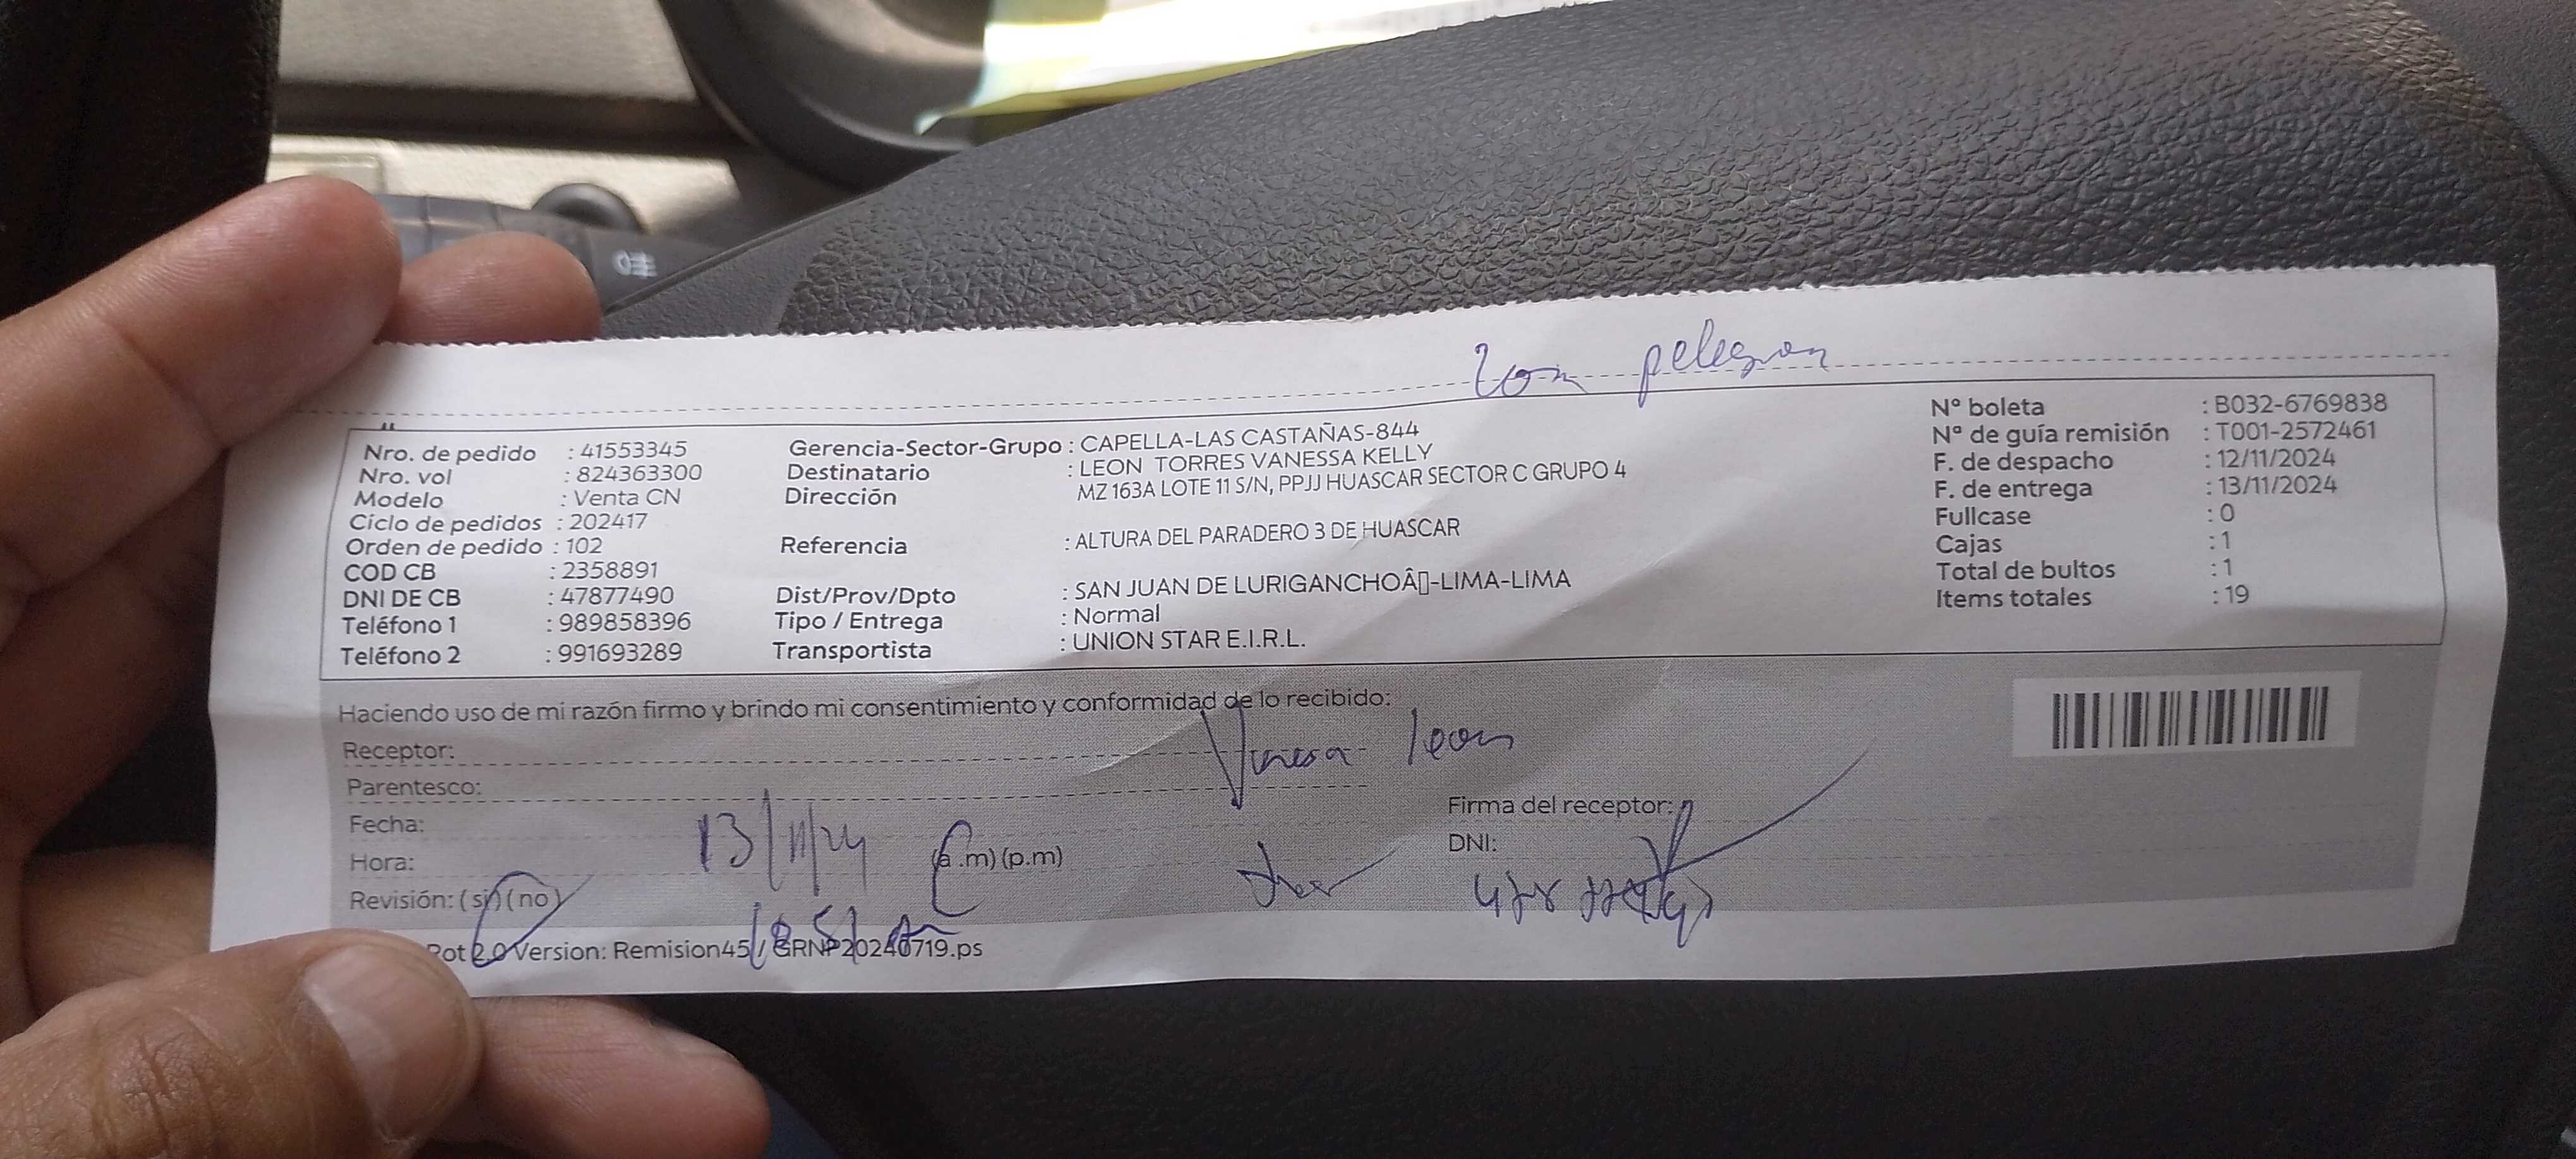 Zom pelegron
Nro. de pedido : 41553345
Nro. vol : 824363300
Modelo : Venta CN
Ciclo de pedidos : 202417
Orden de pedido : 102
COD CB : 2358891
DNI DE CB : 47877490
Teléfono 1 : 989858396
Teléfono 2 : 991693289
Gerencia-Sector-Grupo : CAPELLA-LAS CASTAÑAS-844
Destinatario : LEON TORRES VANESSA KELLY
Dirección MZ 163A LOTE 11 S/N, PPJJ HUASCAR SECTOR C GRUPO 4
Referencia : ALTURA DEL PARADERO 3 DE HUASCAR
Dist/Prov/Dpto : SAN JUAN DE LURIGANCHOÂ▯-LIMA-LIMA
Tipo / Entrega : Normal
Transportista : UNION STAR E.I.R.L.
Nº boleta : B032-6769838
Nº de guía remisión : T001-2572461
F. de despacho : 12/11/2024
F. de entrega : 13/11/2024
Fullcase : 0
Cajas : 1
Total de bultos : 1
Items totales : 19
Haciendo uso de mi razón firmo y brindo mi consentimiento y conformidad de lo recibido:
Receptor: Vanesa leon
Parentesco:
Fecha: 13/11/24
Hora: (a .m) (p.m)
Revisión: ( si) (no)
Firma del receptor:
DNI:
Pot 2.0 Version: Remision45 / GRNP20240719.ps